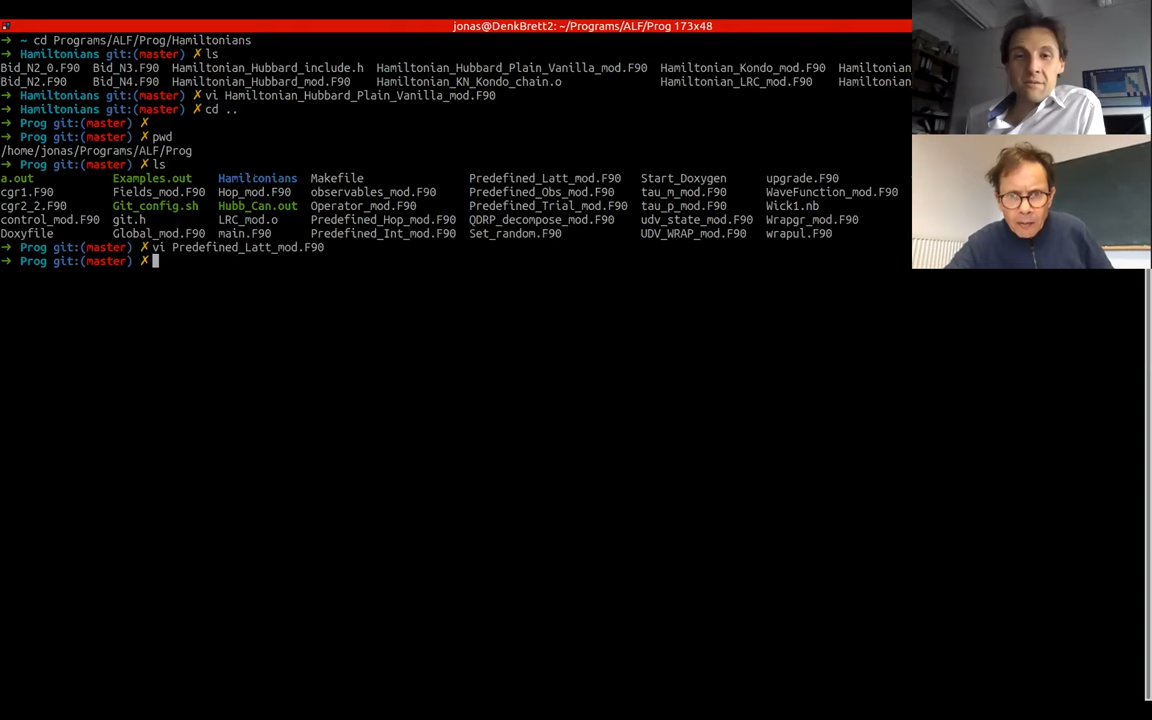 jonas@DenkBrett2: ~/Programs/ALF/Prog 173x48
➜ ~ cd Programs/ALF/Prog/Hamiltonians
➜ Hamiltonians git:(master) ✗ ls
Bid_N2_0.F90 Bid_N3.F90 Hamiltonian_Hubbard_include.h Hamiltonian_Hubbard_Plain_Vanilla_mod.F90 Hamiltonian_Kondo_mod.F90 Hamiltonian
Bid_N2.F90 Bid_N4.F90 Hamiltonian_Hubbard_mod.F90 Hamiltonian_KN_Kondo_chain.o Hamiltonian_LRC_mod.F90 Hamiltonian
➜ Hamiltonians git:(master) ✗ vi Hamiltonian_Hubbard_Plain_Vanilla_mod.F90
➜ Hamiltonians git:(master) ✗ cd ..
➜ Prog git:(master) ✗
➜ Prog git:(master) ✗ pwd
/home/jonas/Programs/ALF/Prog
➜ Prog git:(master) ✗ ls
a.out Examples.out Hamiltonians Makefile Predefined_Latt_mod.F90 Start_Doxygen upgrade.F90
cgr1.F90 Fields_mod.F90 Hop_mod.F90 observables_mod.F90 Predefined_Obs_mod.F90 tau_m_mod.F90 WaveFunction_mod.F90
cgr2_2.F90 Git_config.sh Hubb_Can.out Operator_mod.F90 Predefined_Trial_mod.F90 tau_p_mod.F90 Wick1.nb
control_mod.F90 git.h LRC_mod.o Predefined_Hop_mod.F90 QDRP_decompose_mod.F90 udv_state_mod.F90 Wrapgr_mod.F90
Doxyfile Global_mod.F90 main.F90 Predefined_Int_mod.F90 Set_random.F90 UDV_WRAP_mod.F90 wrapul.F90
➜ Prog git:(master) ✗ vi Predefined_Latt_mod.F90
➜ Prog git:(master) ✗